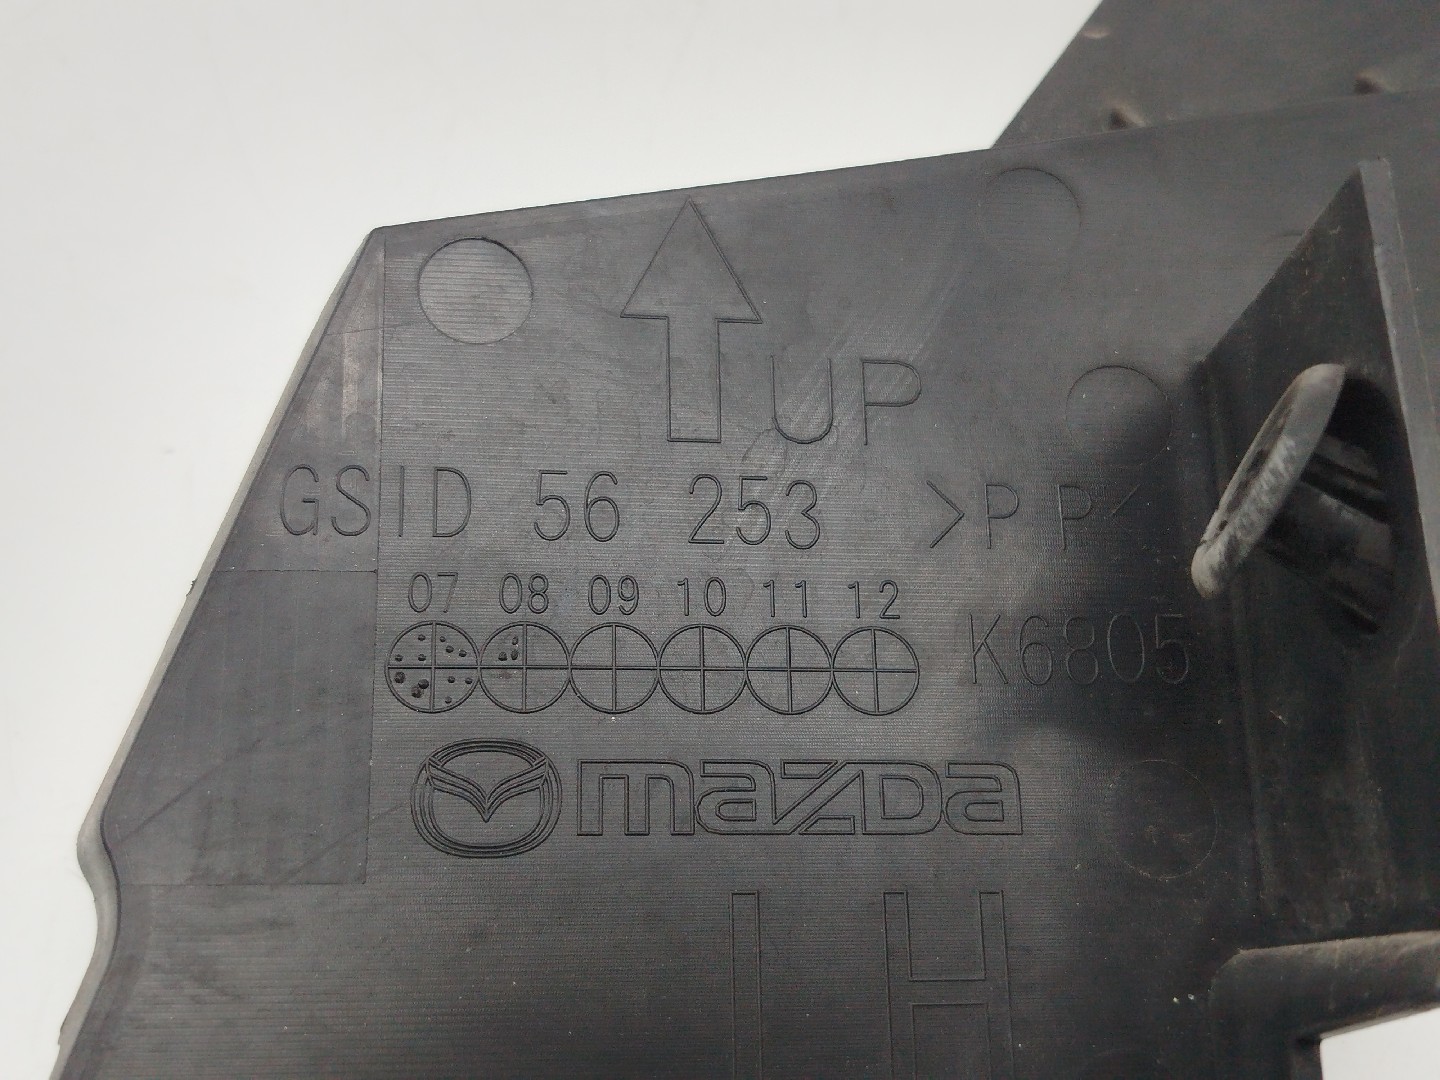 UP
GSID 56 253 >PP<
07 08 09 10 11 12
K6805
mazda
LH